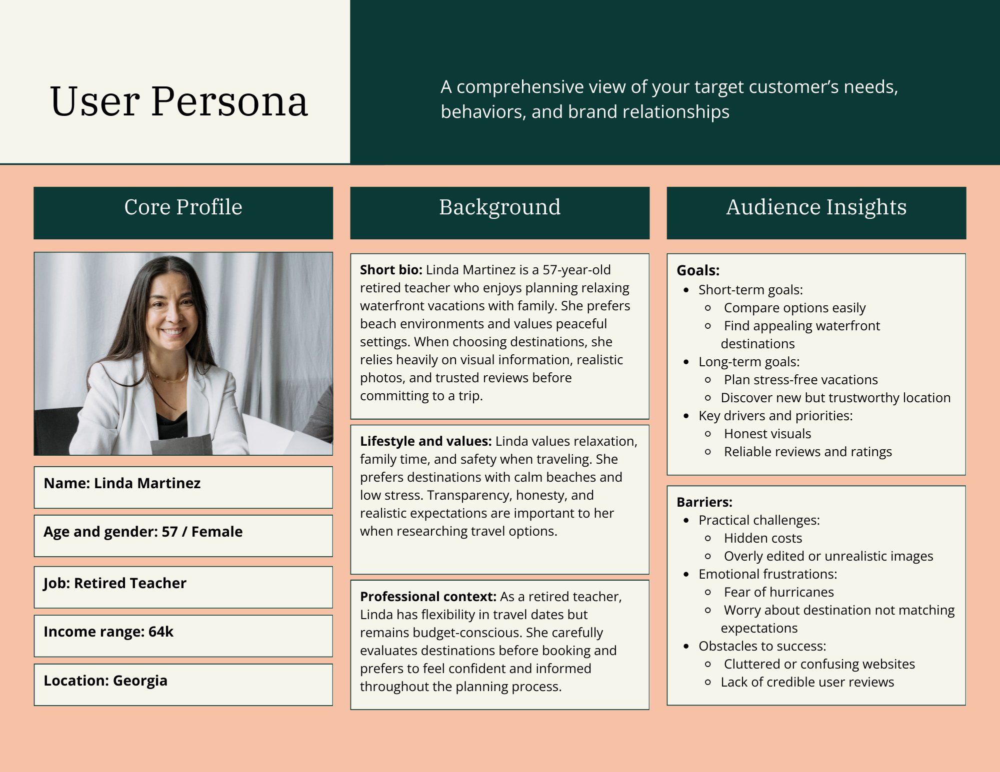 User Persona
A comprehensive view of your target customer’s needs,
behaviors, and brand relationships
Core Profile
Name: Linda Martinez
Age and gender: 57 / Female
Job: Retired Teacher
Income range: 64k
Location: Georgia
Background
Short bio: Linda Martinez is a 57-year-old
retired teacher who enjoys planning relaxing
waterfront vacations with family. She prefers
beach environments and values peaceful
settings. When choosing destinations, she
relies heavily on visual information, realistic
photos, and trusted reviews before
committing to a trip.
Lifestyle and values: Linda values relaxation,
family time, and safety when traveling. She
prefers destinations with calm beaches and
low stress. Transparency, honesty, and
realistic expectations are important to her
when researching travel options.
Professional context: As a retired teacher,
Linda has flexibility in travel dates but
remains budget-conscious. She carefully
evaluates destinations before booking and
prefers to feel confident and informed
throughout the planning process.
Audience Insights
Goals:
• Short-term goals:
○ Compare options easily
○ Find appealing waterfront
destinations
• Long-term goals:
○ Plan stress-free vacations
○ Discover new but trustworthy location
• Key drivers and priorities:
○ Honest visuals
○ Reliable reviews and ratings
Barriers:
• Practical challenges:
○ Hidden costs
○ Overly edited or unrealistic images
• Emotional frustrations:
○ Fear of hurricanes
○ Worry about destination not matching
expectations
• Obstacles to success:
○ Cluttered or confusing websites
○ Lack of credible user reviews